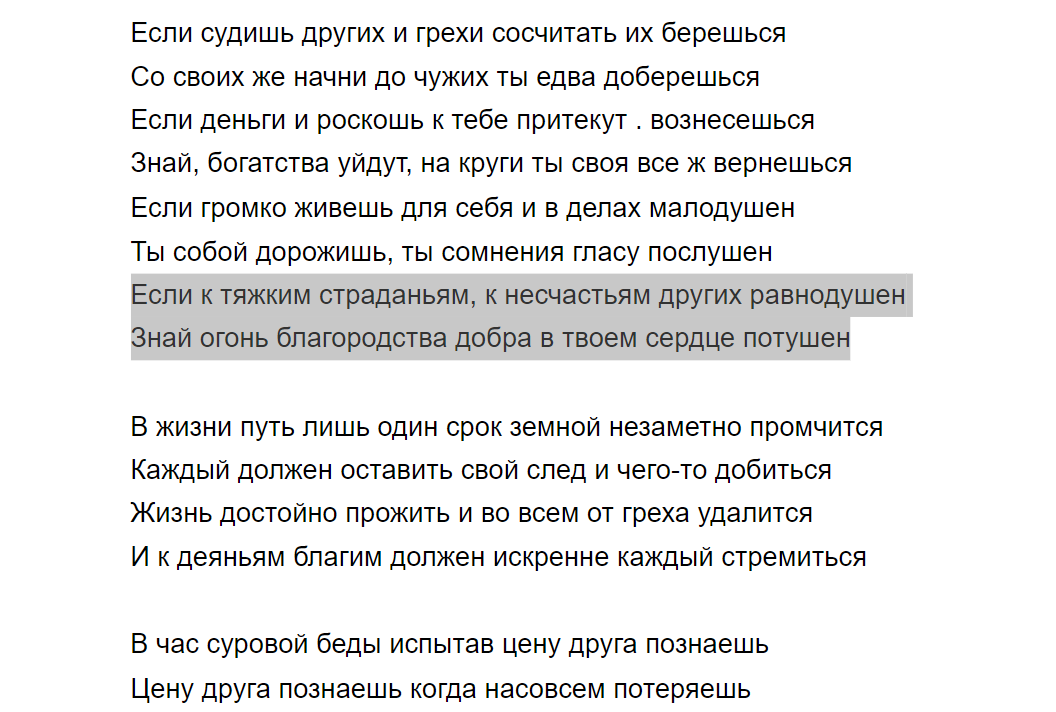 Если судишь других и грехи сосчитать их берешься
Со своих же начни до чужих ты едва доберешься
Если деньги и роскошь к тебе притекут . вознесешься
Знай, богатства уйдут, на круги ты своя все ж вернешься
Если громко живешь для себя и в делах малодушен
Ты собой дорожишь, ты сомнения гласу послушен
Если к тяжким страданьям, к несчастьям других равнодушен
Знай огонь благородства добра в твоем сердце потушен
В жизни путь лишь один срок земной незаметно промчится
Каждый должен оставить свой след и чего-то добиться
Жизнь достойно прожить и во всем от греха удалится
И к деяньям благим должен искренне каждый стремиться
В час суровой беды испытав цену друга познаешь
Цену друга познаешь когда насовсем потеряешь